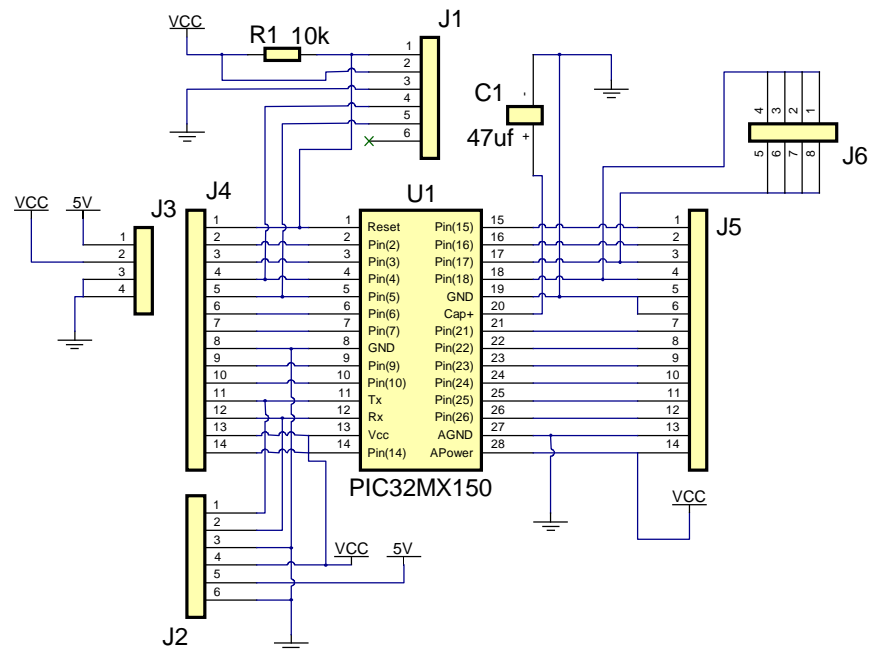 VCC
R1 10k
J1
1
2
3
4
5
6
C1
-
47uf +
4 3 2 1
5 6 7 8
J6
VCC 5V
J3
1
2
3
4
J4
U1
J5
1 1 Reset Pin(15) 15 1
2 2 Pin(2) Pin(16) 16 2
3 3 Pin(3) Pin(17) 17 3
4 4 Pin(4) Pin(18) 18 4
5 5 Pin(5) GND 19 5
6 6 Pin(6) Cap+ 20 6
7 7 Pin(7) Pin(21) 21 7
8 8 GND Pin(22) 22 8
9 9 Pin(9) Pin(23) 23 9
10 10 Pin(10) Pin(24) 24 10
11 11 Tx Pin(25) 25 11
12 12 Rx Pin(26) 26 12
13 13 Vcc AGND 27 13
14 14 Pin(14) APower 28 14
PIC32MX150
VCC
1
2
3
4
5
6
VCC 5V
J2